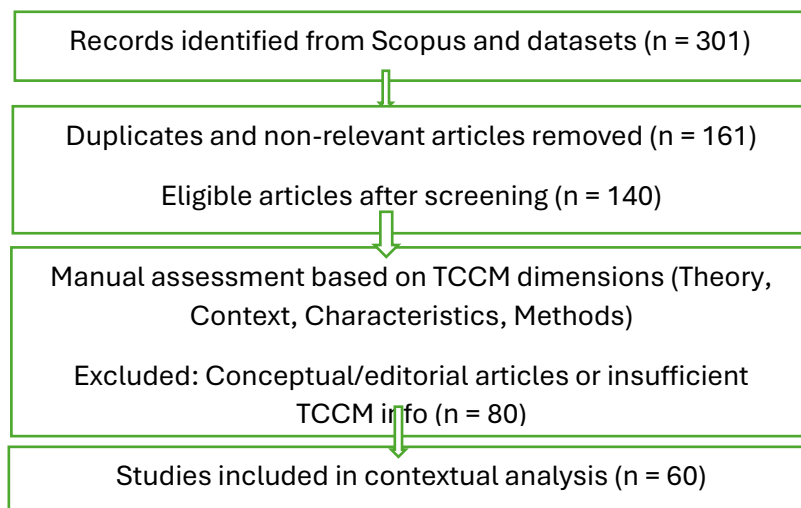 Records identified from Scopus and datasets (n = 301)
Duplicates and non-relevant articles removed (n = 161)
Eligible articles after screening (n = 140)
Manual assessment based on TCCM dimensions (Theory,
Context, Characteristics, Methods)
Excluded: Conceptual/editorial articles or insufficient
TCCM info (n = 80)
Studies included in contextual analysis (n = 60)